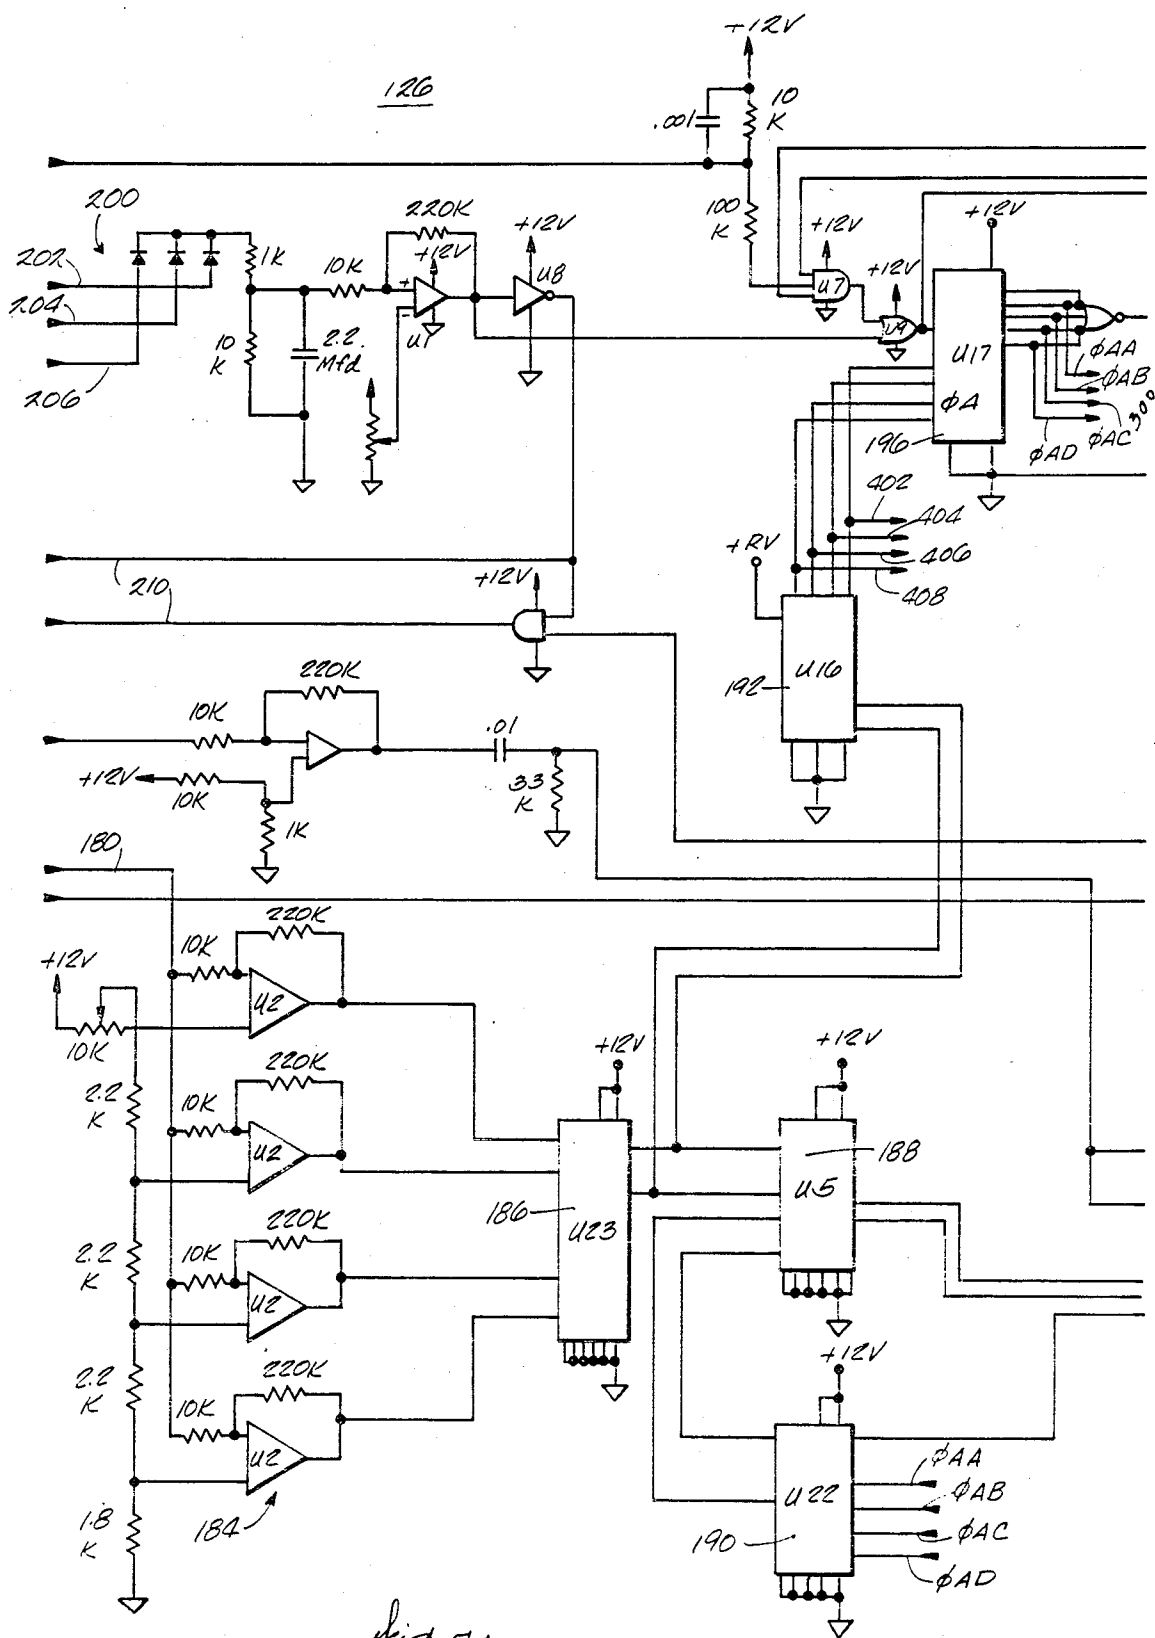 +12V
126
.001
10
K
200
220K
100
K
+12V
+12V
+12V
+12V
+12V
U8
202
1K
10K
U7
+
-
U1
204
10
K
2.2
Mfd
U9
U17
206
ϕAA
ϕAB
ϕAC
300
ϕA
196
ϕAD
402
404
406
408
+RV
210
+12V
220K
U16
192
10K
.01
+12V
10K
33
K
1K
180
220K
10K
+12V
U2
10K
+12V
+12V
220K
2.2
K
10K
U2
188
U5
186
U23
220K
2.2
K
10K
U2
+12V
220K
2.2
K
10K
U2
ϕAA
U22
ϕAB
1.8
K
184
190
ϕAC
ϕAD